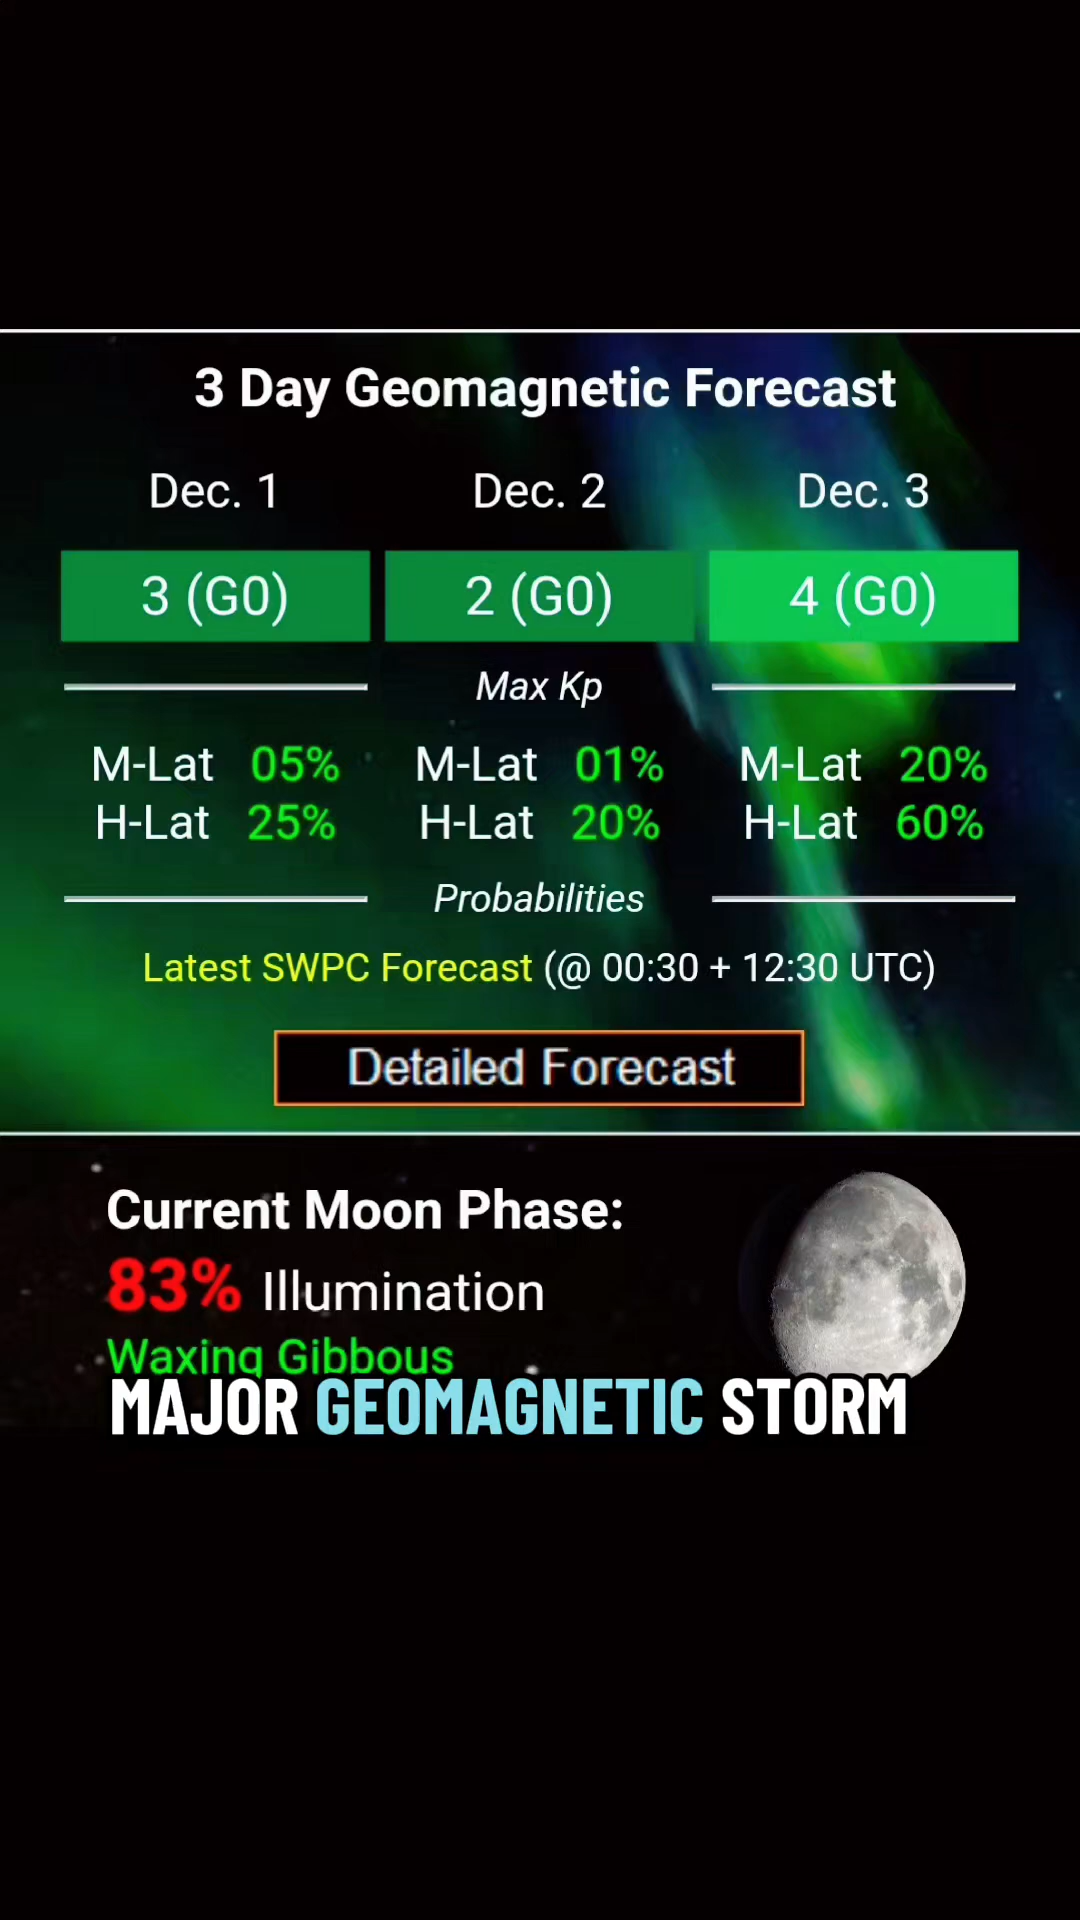 3 Day Geomagnetic Forecast
Dec. 1 Dec. 2 Dec. 3
3 (G0) 2 (G0) 4 (G0)
Max Kp
M-Lat 05% M-Lat 01% M-Lat 20%
H-Lat 25% H-Lat 20% H-Lat 60%
Probabilities
Latest SWPC Forecast (@ 00:30 + 12:30 UTC)
Detailed Forecast
Current Moon Phase:
83% Illumination
Waxing Gibbous
MAJOR GEOMAGNETIC STORM